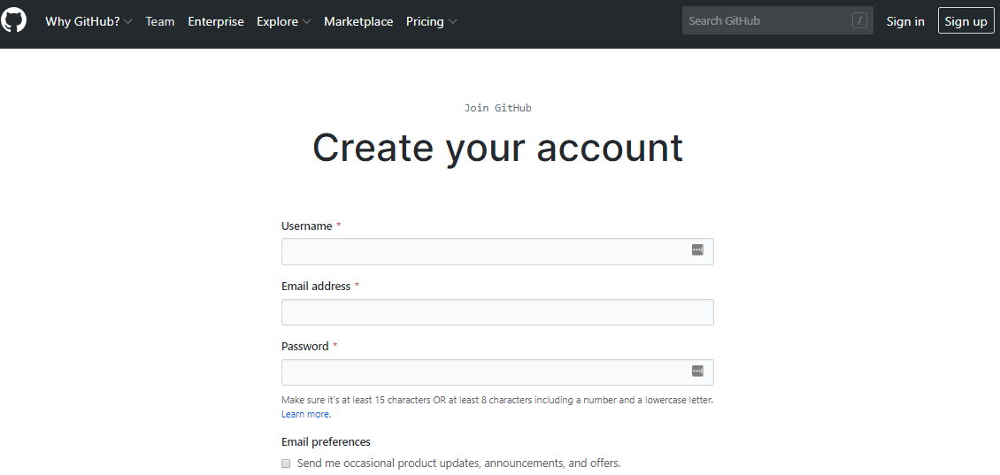 Why GitHub? Team Enterprise Explore Marketplace Pricing Search GitHub / Sign in Sign up
Join GitHub
Create your account
Username *
Email address *
Password *
Make sure it's at least 15 characters OR at least 8 characters including a number and a lowercase letter.
Learn more.
Email preferences
Send me occasional product updates, announcements, and offers.